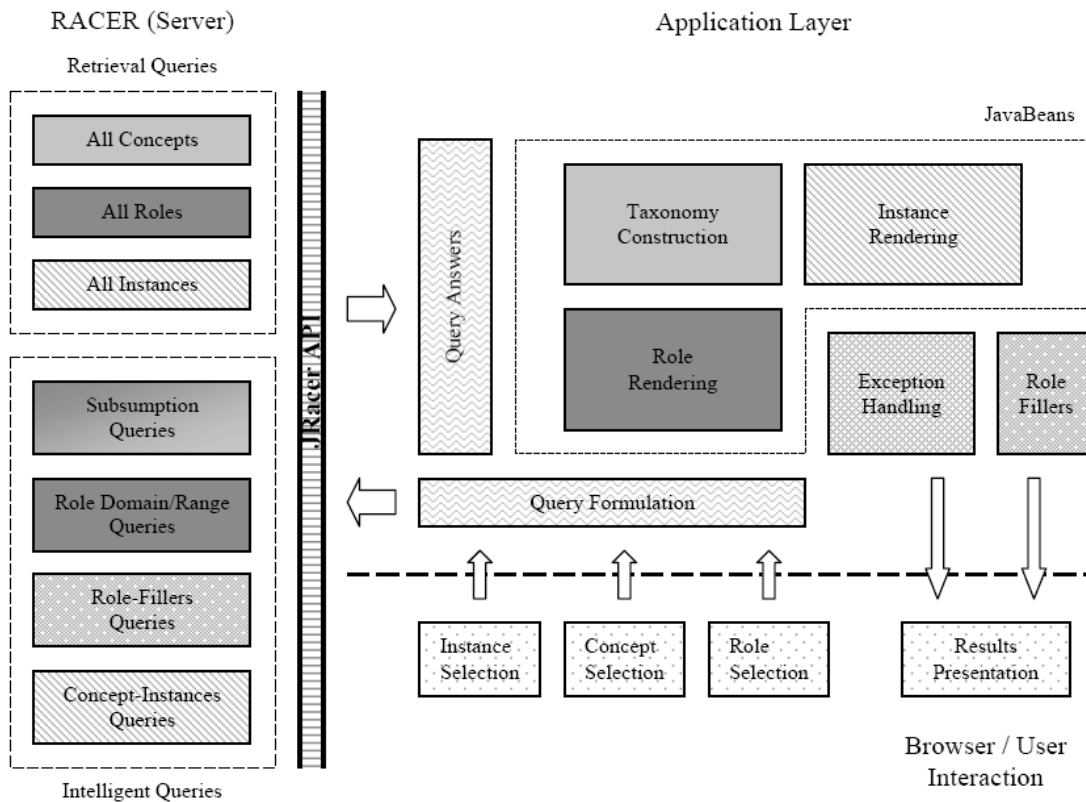 RACER (Server)
Application Layer
Retrieval Queries
JavaBeans
All Concepts
All Roles
All Instances
Subsumption
Queries
Role Domain/Range
Queries
Role-Fillers
Queries
Concept-Instances
Queries
Intelligent Queries
JRacer API
Query Answers
Taxonomy
Construction
Instance
Rendering
Role
Rendering
Exception
Handling
Role
Fillers
Query Formulation
Instance
Selection
Concept
Selection
Role
Selection
Results
Presentation
Browser / User
Interaction